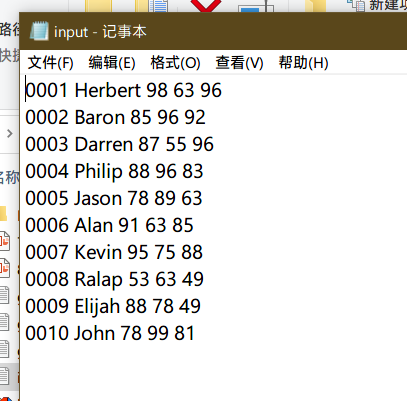 新建项
路径
快捷
input - 记事本
文件(F) 编辑(E) 格式(O) 查看(V) 帮助(H)
0001 Herbert 98 63 96
0002 Baron 85 96 92
0003 Darren 87 55 96
0004 Philip 88 96 83
0005 Jason 78 89 63
0006 Alan 91 63 85
0007 Kevin 95 75 88
0008 Ralap 53 63 49
0009 Elijah 88 78 49
0010 John 78 99 81
名称